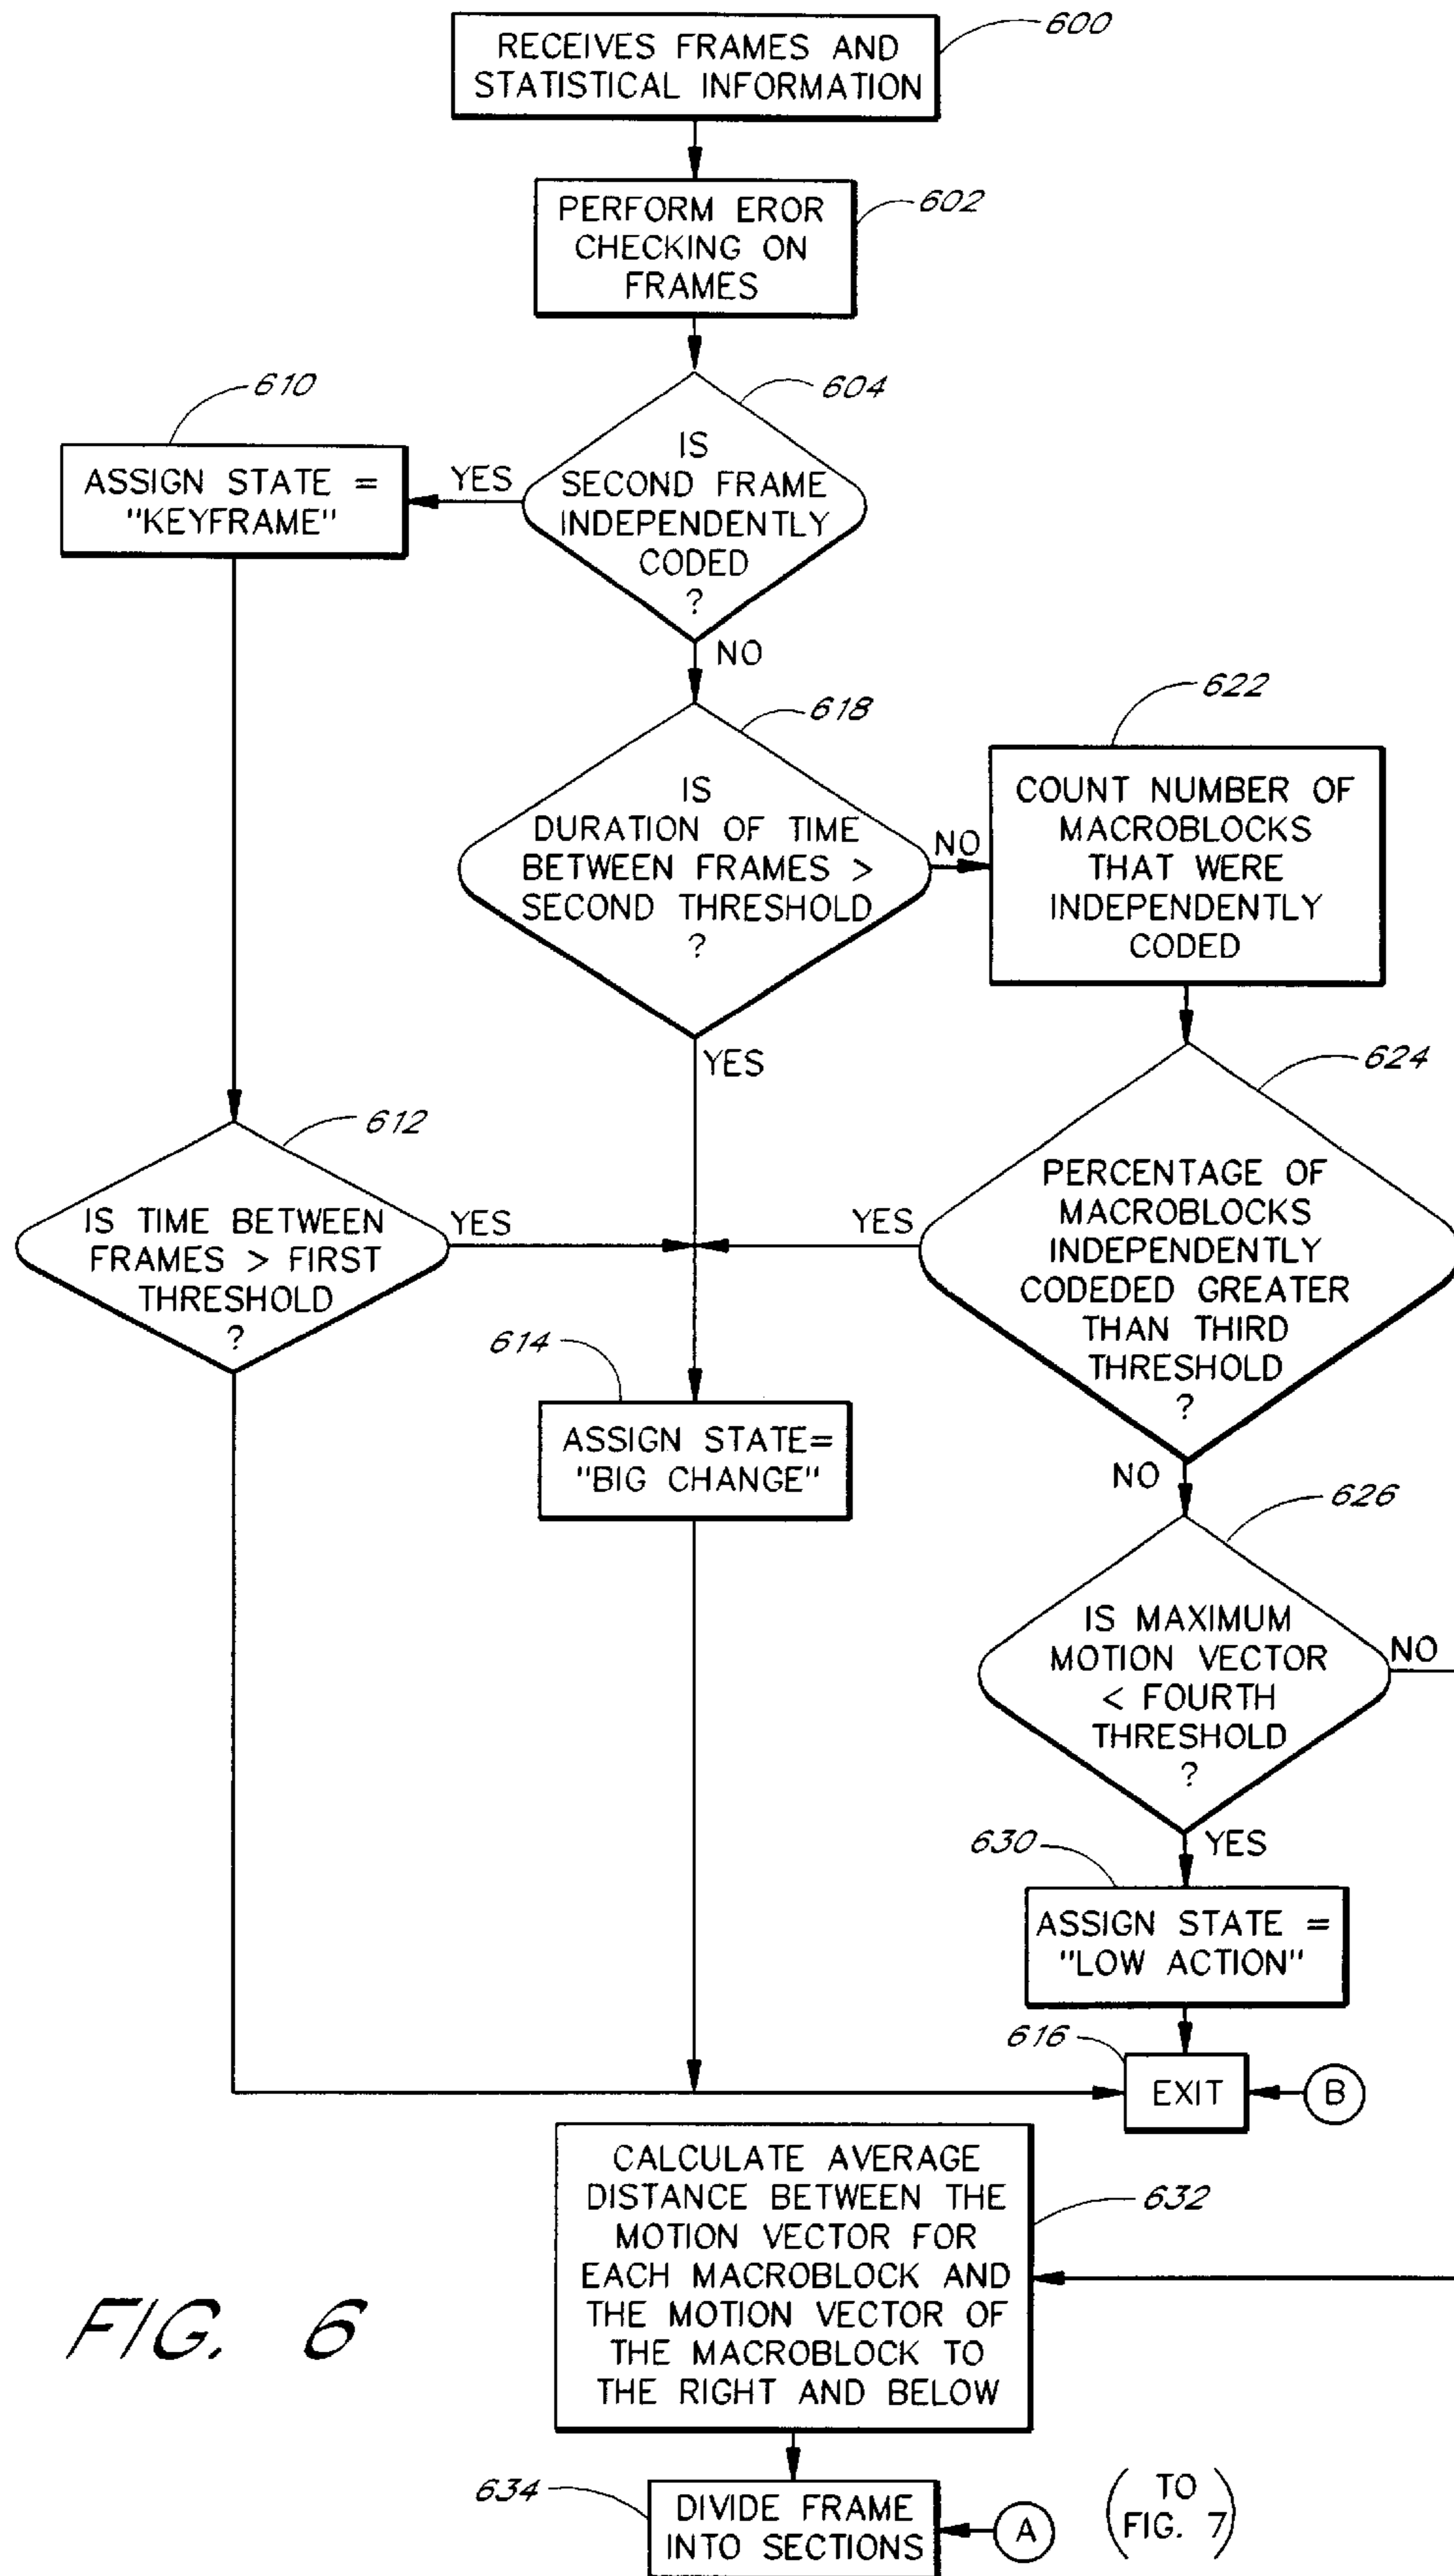 RECEIVES FRAMES AND
STATISTICAL INFORMATION
600
PERFORM EROR
CHECKING ON
FRAMES
602
IS
SECOND FRAME
INDEPENDENTLY
CODED
?
604
YES
NO
ASSIGN STATE =
"KEYFRAME"
610
IS
DURATION OF TIME
BETWEEN FRAMES >
SECOND THRESHOLD
?
618
NO
YES
COUNT NUMBER OF
MACROBLOCKS
THAT WERE
INDEPENDENTLY
CODED
622
IS TIME BETWEEN
FRAMES > FIRST
THRESHOLD
?
612
YES
PERCENTAGE OF
MACROBLOCKS
INDEPENDENTLY
CODEDED GREATER
THAN THIRD
THRESHOLD
?
624
YES
NO
ASSIGN STATE=
"BIG CHANGE"
614
IS MAXIMUM
MOTION VECTOR
< FOURTH
THRESHOLD
?
626
NO
YES
ASSIGN STATE =
"LOW ACTION"
630
EXIT
616
B
CALCULATE AVERAGE
DISTANCE BETWEEN THE
MOTION VECTOR FOR
EACH MACROBLOCK AND
THE MOTION VECTOR OF
THE MACROBLOCK TO
THE RIGHT AND BELOW
632
FIG. 6
DIVIDE FRAME
INTO SECTIONS
634
A
(TO
FIG. 7)